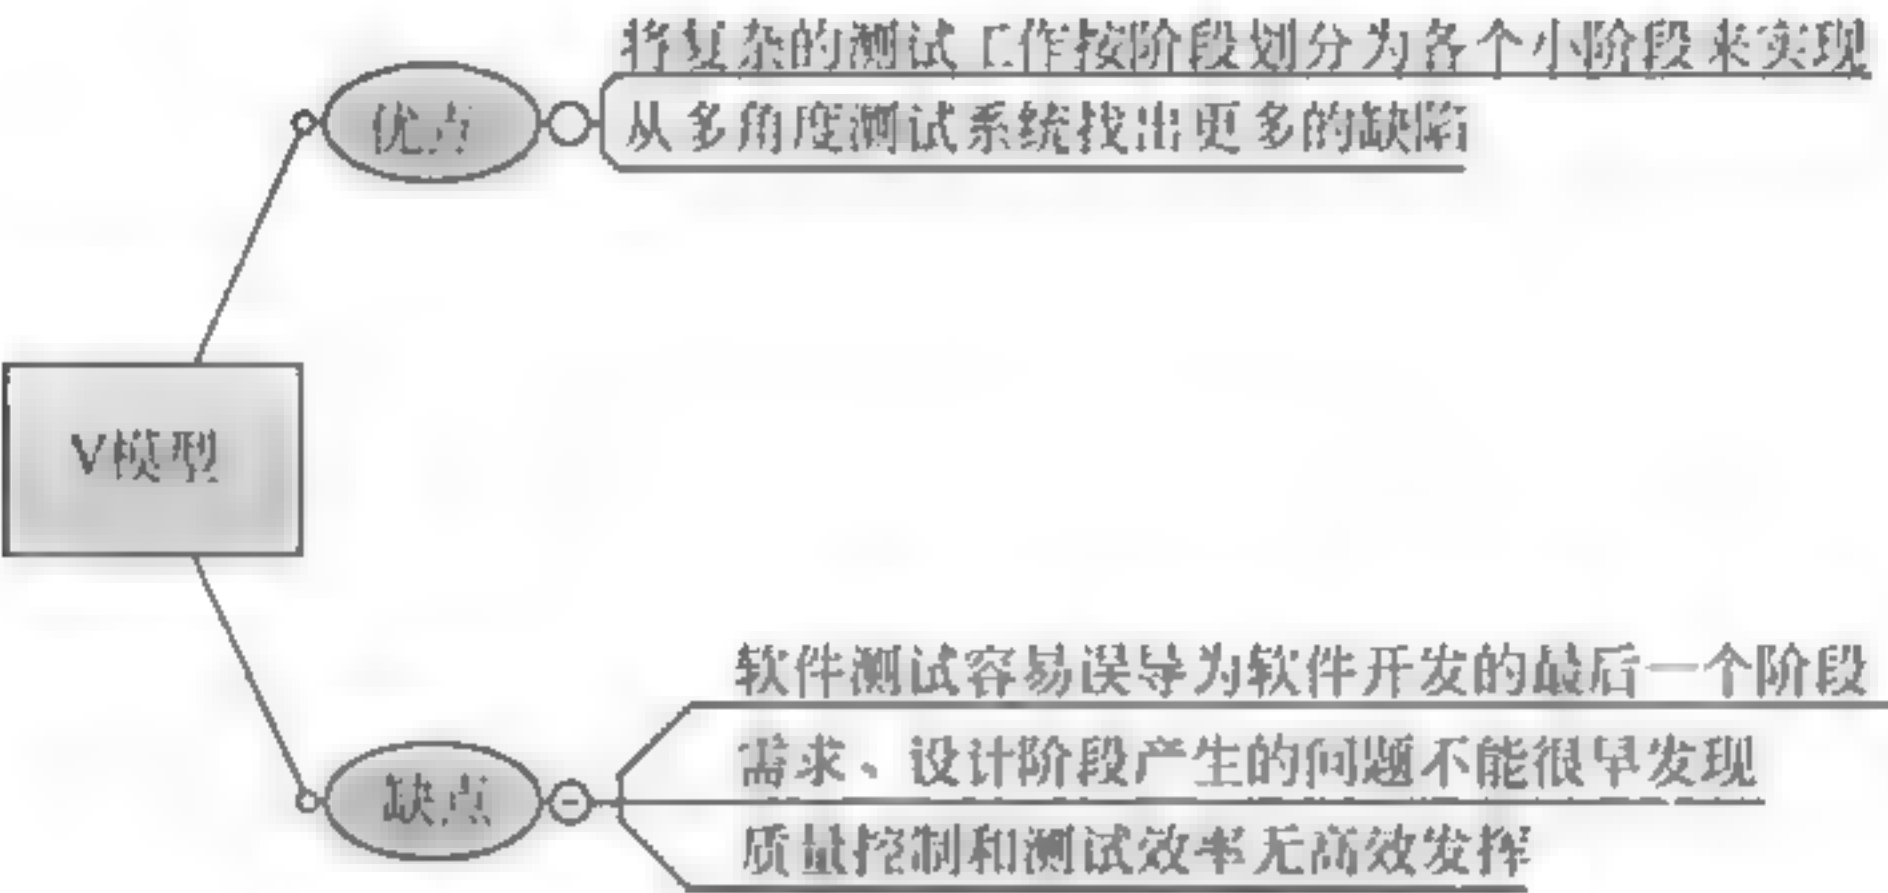 将复杂的测试工作按阶段划分为各个小阶段来实现
优点
从多角度测试系统找出更多的缺陷
V模型
软件测试容易误导为软件开发的最后一个阶段
需求、设计阶段产生的问题不能很早发现
缺点
质量控制和测试效率无高效发挥